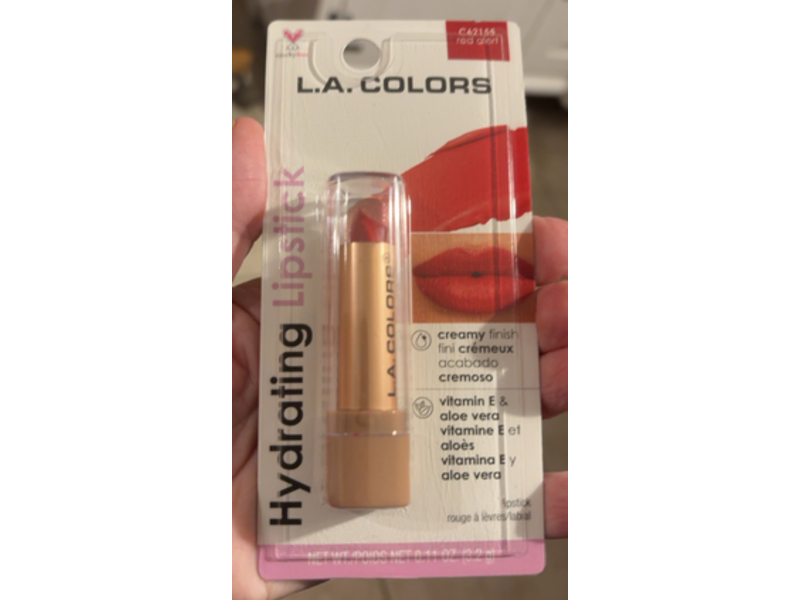 C62155
red alert
L.A. COLORS
Hydrating Lipstick
L.A. COLORS®
creamy finish
fini crémeux
acabado
cremoso
vitamin E &
aloe vera
vitamine E et
aloès
vitamina E y
aloe vera
lipstick
rouge à lèvres/labial
NET WT./POIDS NET 0.11 OZ. (3.2 g)